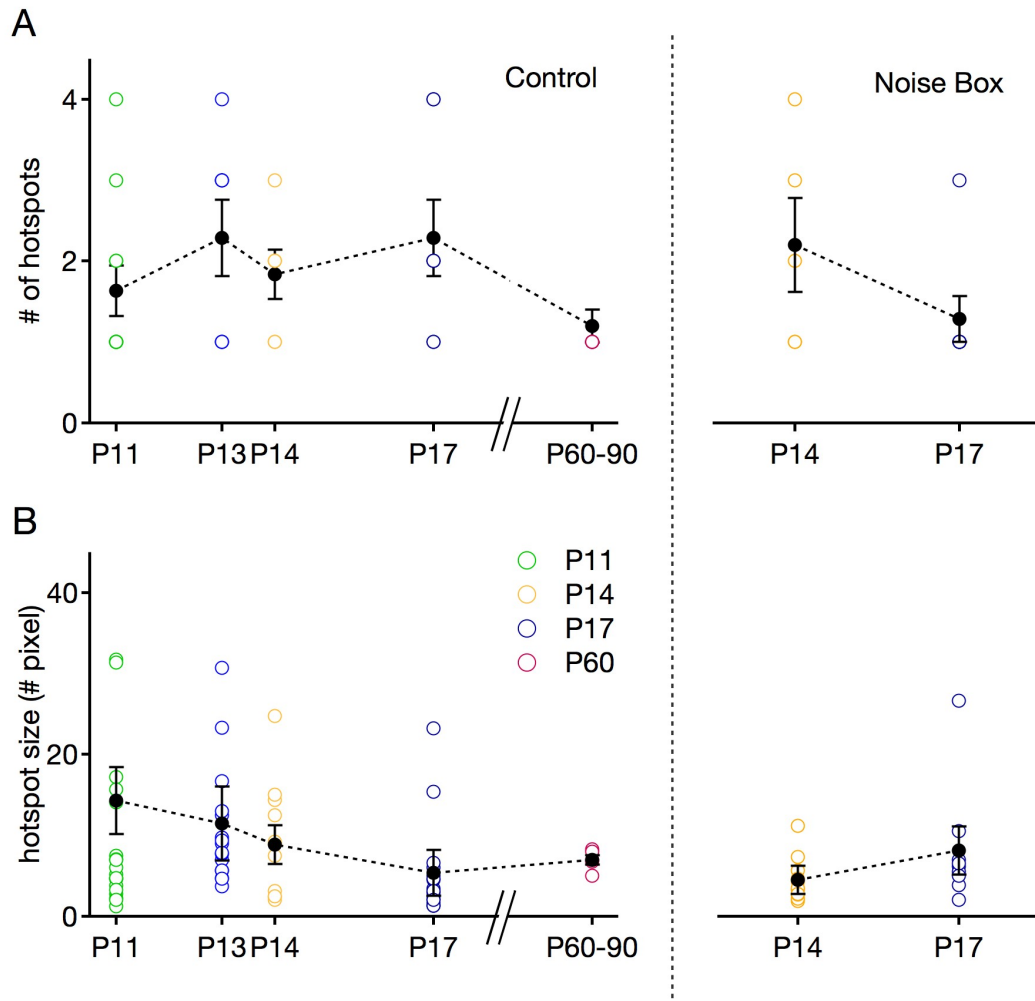 A
Control
Noise Box
# of hotspots
4
2
0
P11 P13 P14 P17 P60-90
P14 P17
B
hotspot size (# pixel)
40
20
0
P11
P14
P17
P60
P11 P13 P14 P17 P60-90
P14 P17